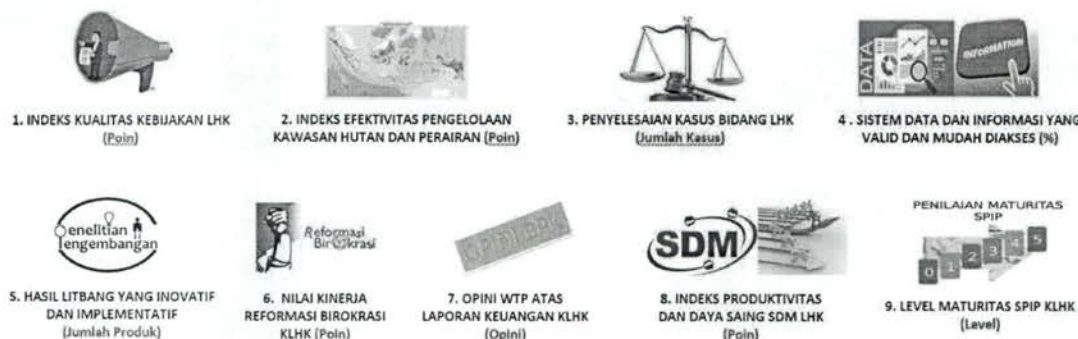 DATA
INFORMATION
1. INDEKS KUALITAS KEBIJAKAN LHK
(Poin)
2. INDEKS EFEKTIVITAS PENGELOLAAN
KAWASAN HUTAN DAN PERAIRAN (Poin)
3. PENYELESAIAN KASUS BIDANG LHK
(Jumlah Kasus)
4 . SISTEM DATA DAN INFORMASI YANG
VALID DAN MUDAH DIAKSES (%)
Penelitian
Pengembangan
Reformasi
Birokrasi
OPINI BPK
SDM
PENILAIAN MATURITAS
SPIP
0 1 2 3 4 5
5. HASIL LITBANG YANG INOVATIF
DAN IMPLEMENTATIF
(Jumlah Produk)
6. NILAI KINERJA
REFORMASI BIROKRASI
KLHK (Poin)
7. OPINI WTP ATAS
LAPORAN KEUANGAN KLHK
(Opini)
8. INDEKS PRODUKTIVITAS
DAN DAYA SAING SDM LHK
(Poin)
9. LEVEL MATURITAS SPIP KLHK
(Level)